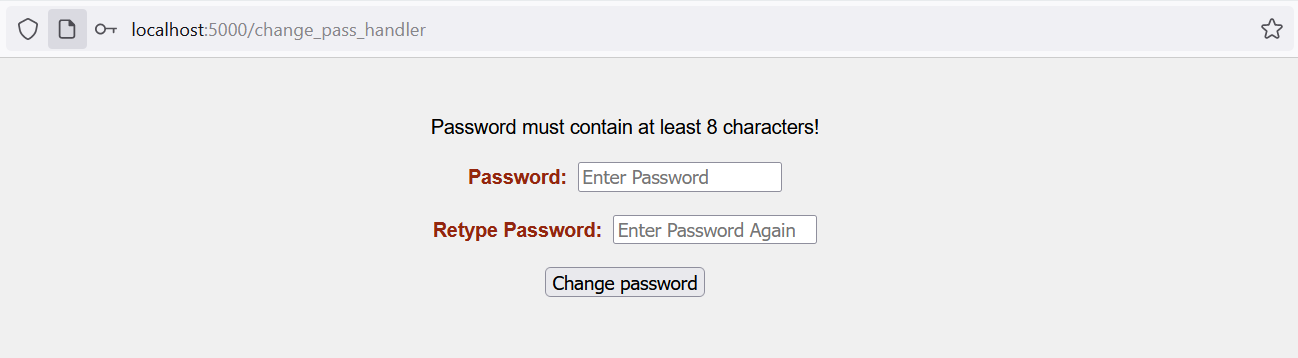 localhost:5000/change_pass_handler
Password must contain at least 8 characters!
Password: Enter Password
Retype Password: Enter Password Again
Change password